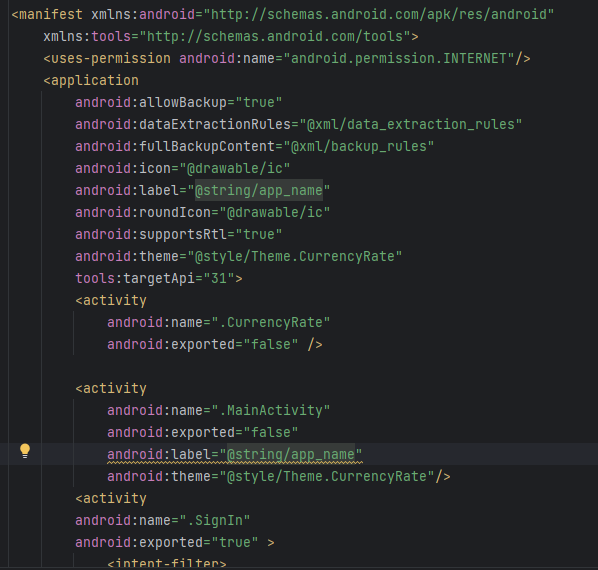 <manifest xmlns:android="http://schemas.android.com/apk/res/android"
    xmlns:tools="http://schemas.android.com/tools">
    <uses-permission android:name="android.permission.INTERNET"/>
    <application
        android:allowBackup="true"
        android:dataExtractionRules="@xml/data_extraction_rules"
        android:fullBackupContent="@xml/backup_rules"
        android:icon="@drawable/ic"
        android:label="@string/app_name"
        android:roundIcon="@drawable/ic"
        android:supportsRtl="true"
        android:theme="@style/Theme.CurrencyRate"
        tools:targetApi="31">
        <activity
            android:name=".CurrencyRate"
            android:exported="false" />

        <activity
            android:name=".MainActivity"
            android:exported="false"
            android:label="@string/app_name"
            android:theme="@style/Theme.CurrencyRate"/>
        <activity
        android:name=".SignIn"
        android:exported="true" >
            <intent-filter>